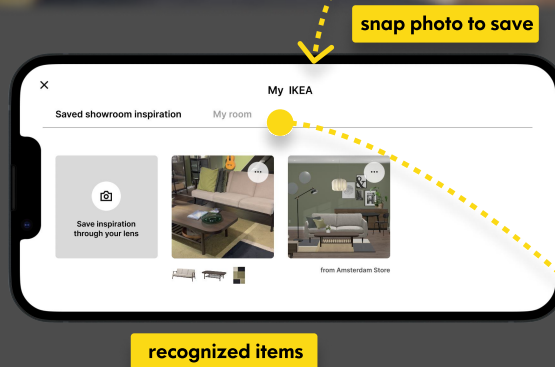 snap photo to save
My IKEA
Saved showroom inspiration
My room
Save inspiration
through your lens
from Amsterdam Store
recognized items